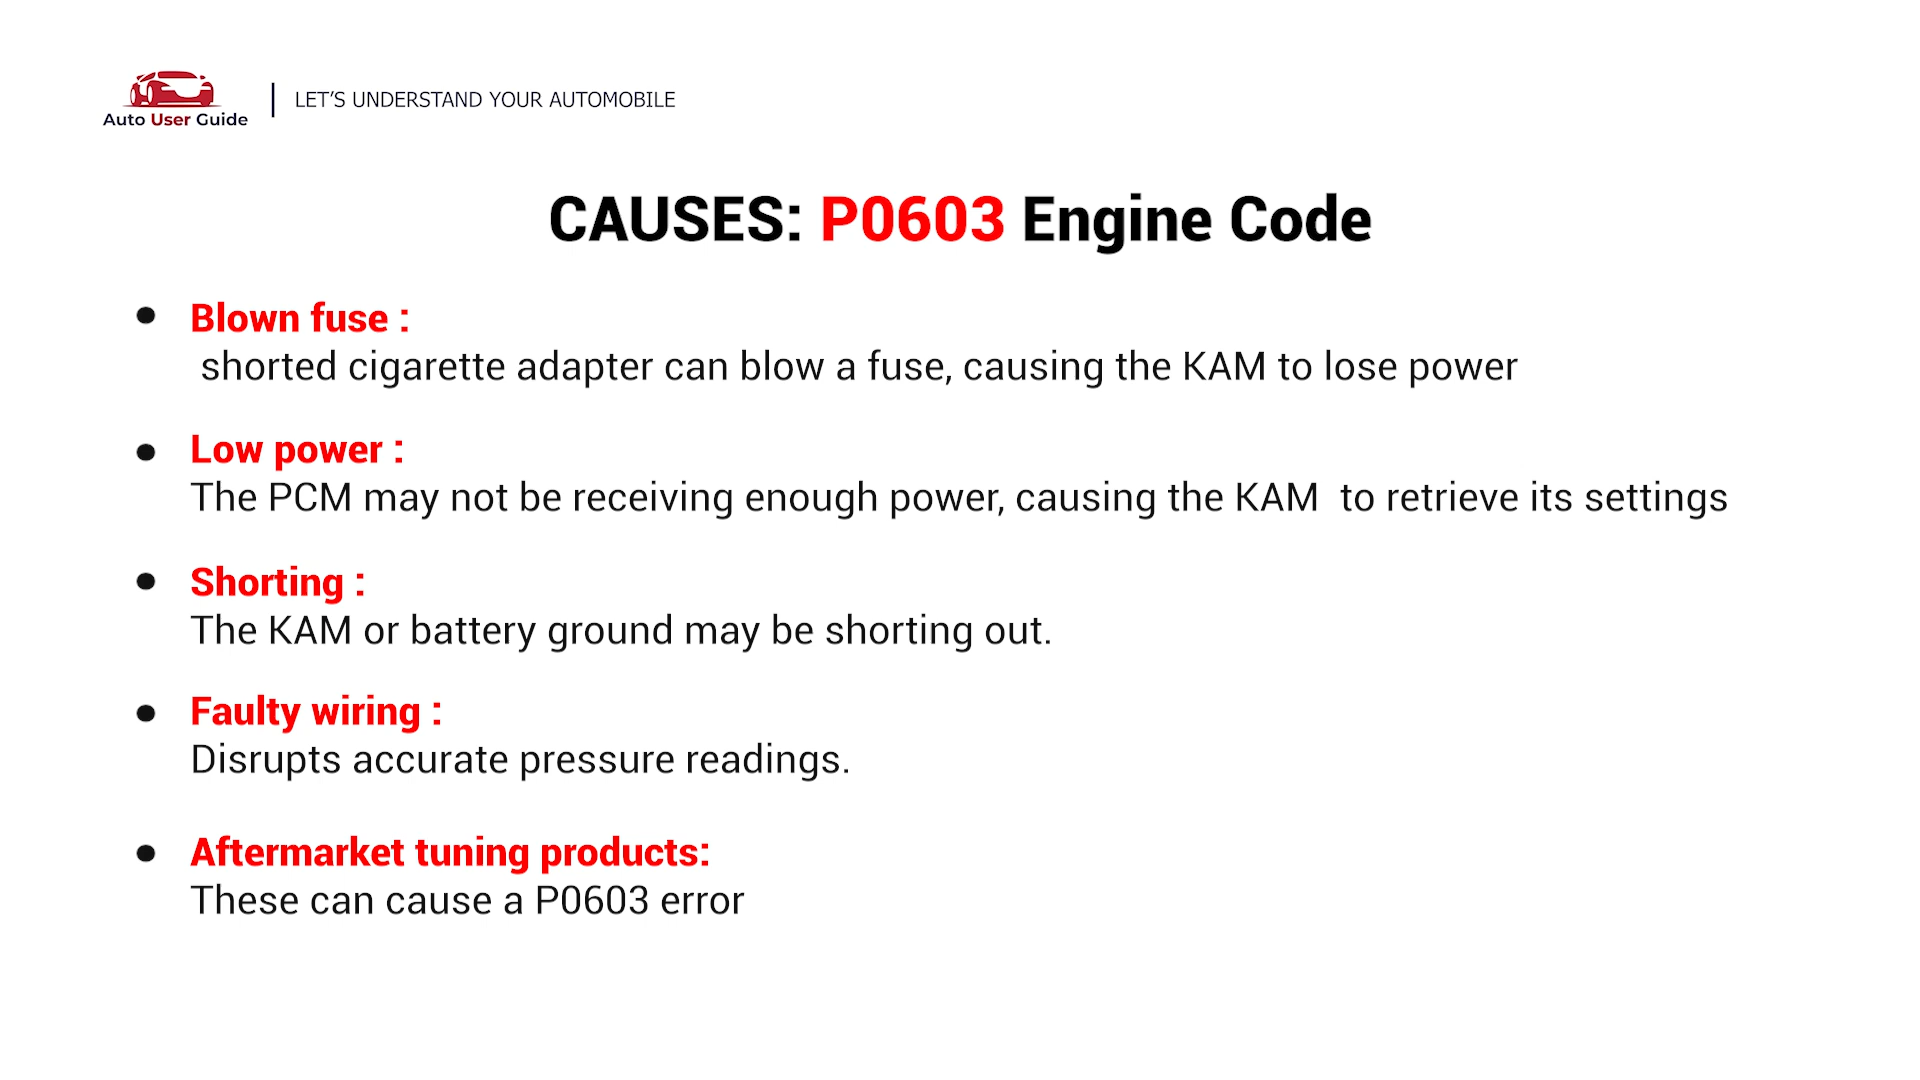 Auto User Guide
LET'S UNDERSTAND YOUR AUTOMOBILE
CAUSES: P0603 Engine Code
Blown fuse :
shorted cigarette adapter can blow a fuse, causing the KAM to lose power
Low power :
The PCM may not be receiving enough power, causing the KAM to retrieve its settings
Shorting :
The KAM or battery ground may be shorting out.
Faulty wiring :
Disrupts accurate pressure readings.
Aftermarket tuning products:
These can cause a P0603 error